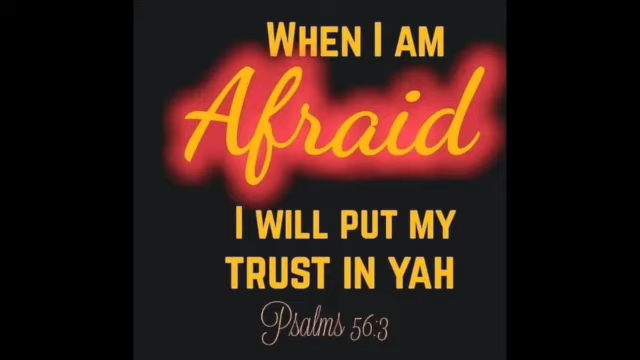 WHEN I AM
Afraid
I WILL PUT MY
TRUST IN YAH
Psalms 56:3